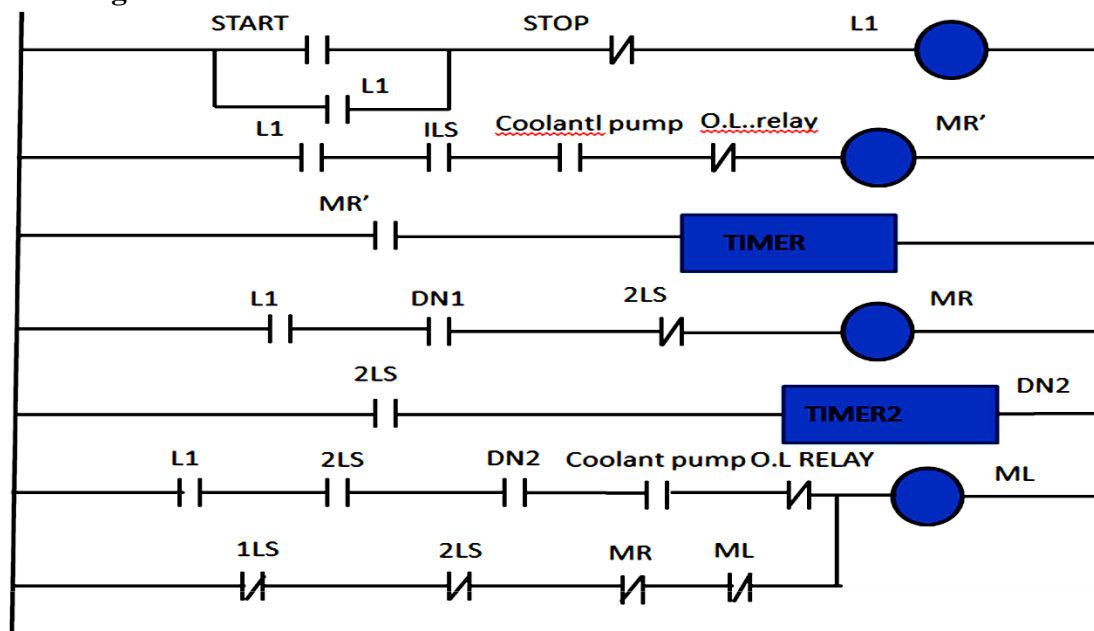 START STOP L1
L1
L1 ILS Coolantl pump O.L..relay MR’
MR’
TIMER
L1 DN1 2LS MR
2LS
TIMER2 DN2
L1 2LS DN2 Coolant pump O.L RELAY ML
1LS 2LS MR ML